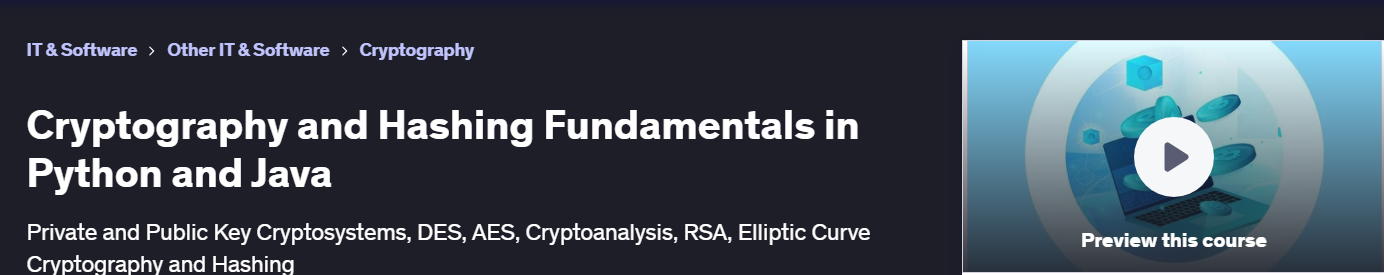 IT & Software > Other IT & Software > Cryptography
Cryptography and Hashing Fundamentals in
Python and Java
Private and Public Key Cryptosystems, DES, AES, Cryptoanalysis, RSA, Elliptic Curve
Cryptography and Hashing
Preview this course